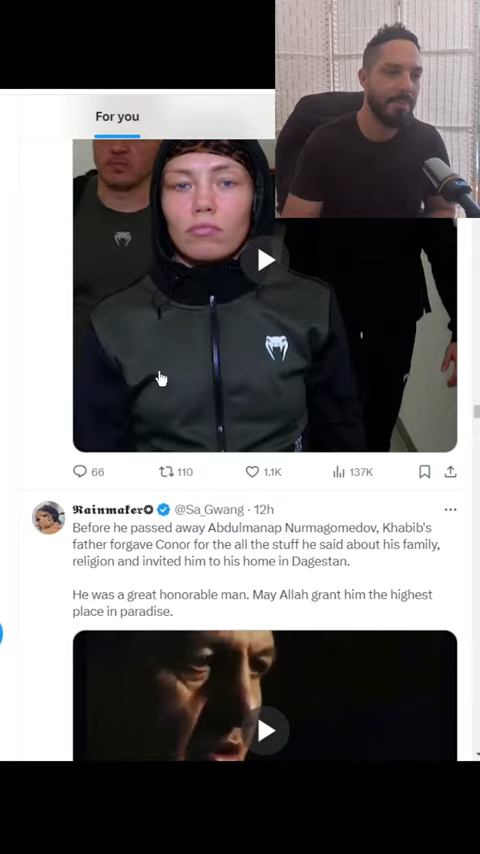 For you
66
110
1.1K
137K
Rainmaker @Sa_Gwang · 12h
Before he passed away Abdulmanap Nurmagomedov, Khabib's
father forgave Conor for the all the stuff he said about his family,
religion and invited him to his home in Dagestan.
He was a great honorable man. May Allah grant him the highest
place in paradise.